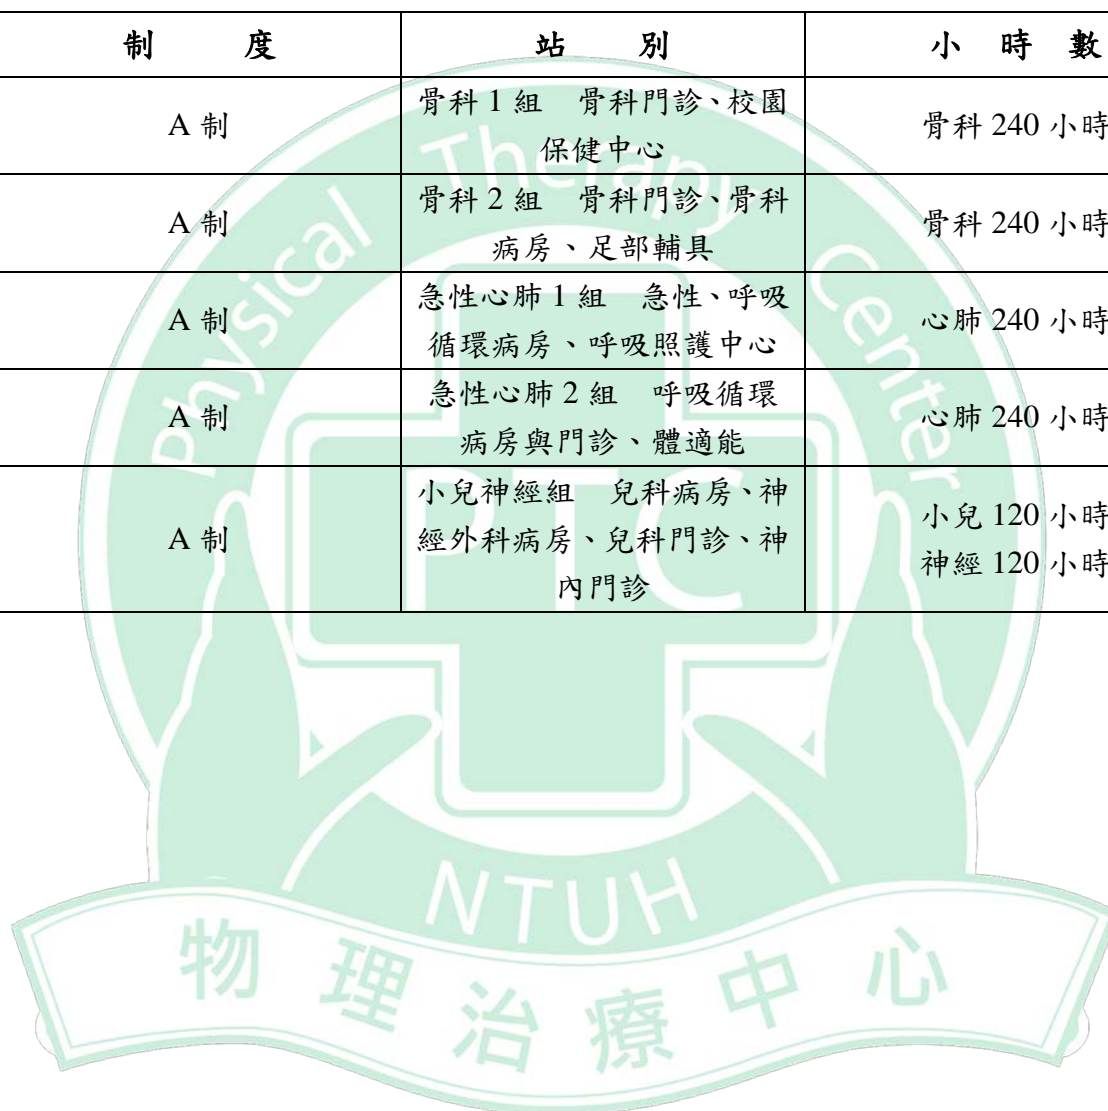 制 度 站 別 小 時 數
A 制
骨科 1 組 骨科門診、校園
保健中心
骨科 240 小時
A 制
骨科 2 組 骨科門診、骨科
病房、足部輔具
骨科 240 小時
A 制
急性心肺 1 組 急性、呼吸
循環病房、呼吸照護中心
心肺 240 小時
A 制
急性心肺 2 組 呼吸循環
病房與門診、體適能
心肺 240 小時
A 制
小兒神經組 兒科病房、神
經外科病房、兒科門診、神
內門診
小兒 120 小時
神經 120 小時
Physical Therapy Center
PTC
NTUH
物理治療中心